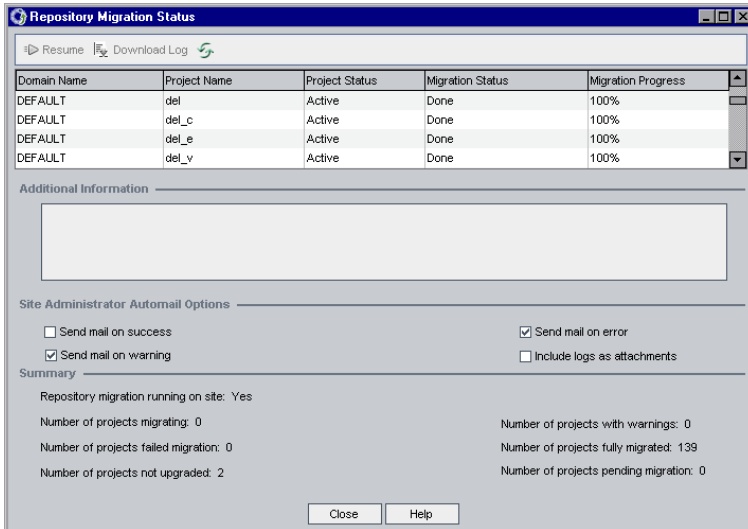 Repository Migration Status
Resume Download Log
Domain Name Project Name Project Status Migration Status Migration Progress
DEFAULT del Active Done 100%
DEFAULT del_c Active Done 100%
DEFAULT del_e Active Done 100%
DEFAULT del_v Active Done 100%
Additional Information
Site Administrator Automail Options
Send mail on success Send mail on error
Send mail on warning Include logs as attachments
Summary
Repository migration running on site: Yes
Number of projects migrating: 0 Number of projects with warnings: 0
Number of projects failed migration: 0 Number of projects fully migrated: 139
Number of projects not upgraded: 2 Number of projects pending migration: 0
Close Help